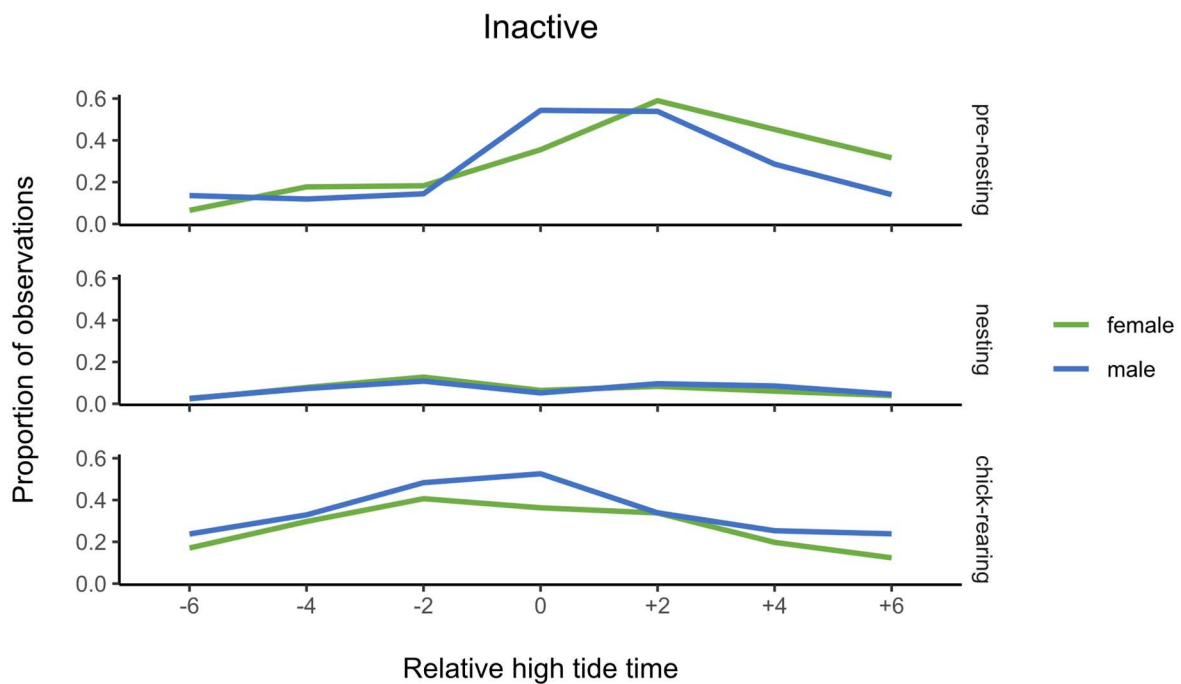 Inactive
Proportion of observations
0.6
0.4
0.2
0.0
pre-nesting
0.6
0.4
0.2
0.0
nesting
0.6
0.4
0.2
0.0
chick-rearing
-6 -4 -2 0 +2 +4 +6
Relative high tide time
female
male